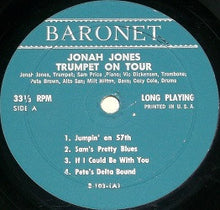 BARONET
JONAH JONES
TRUMPET ON TOUR
Jonah Jones, Trumpet; Sam Price, Piano; Vic Dickenson, Trombone;
Pete Brown, Alto Sax; Milt Hinton, Bass; Cozy Cole, Drums
33⅓ RPM
SIDE A
LONG PLAYING
PRINTED IN U.S.A.
1. Jumpin' on 57th
2. Sam's Pretty Blues
3. If I Could Be With You
4. Pete's Delta Bound
B-103-(A)